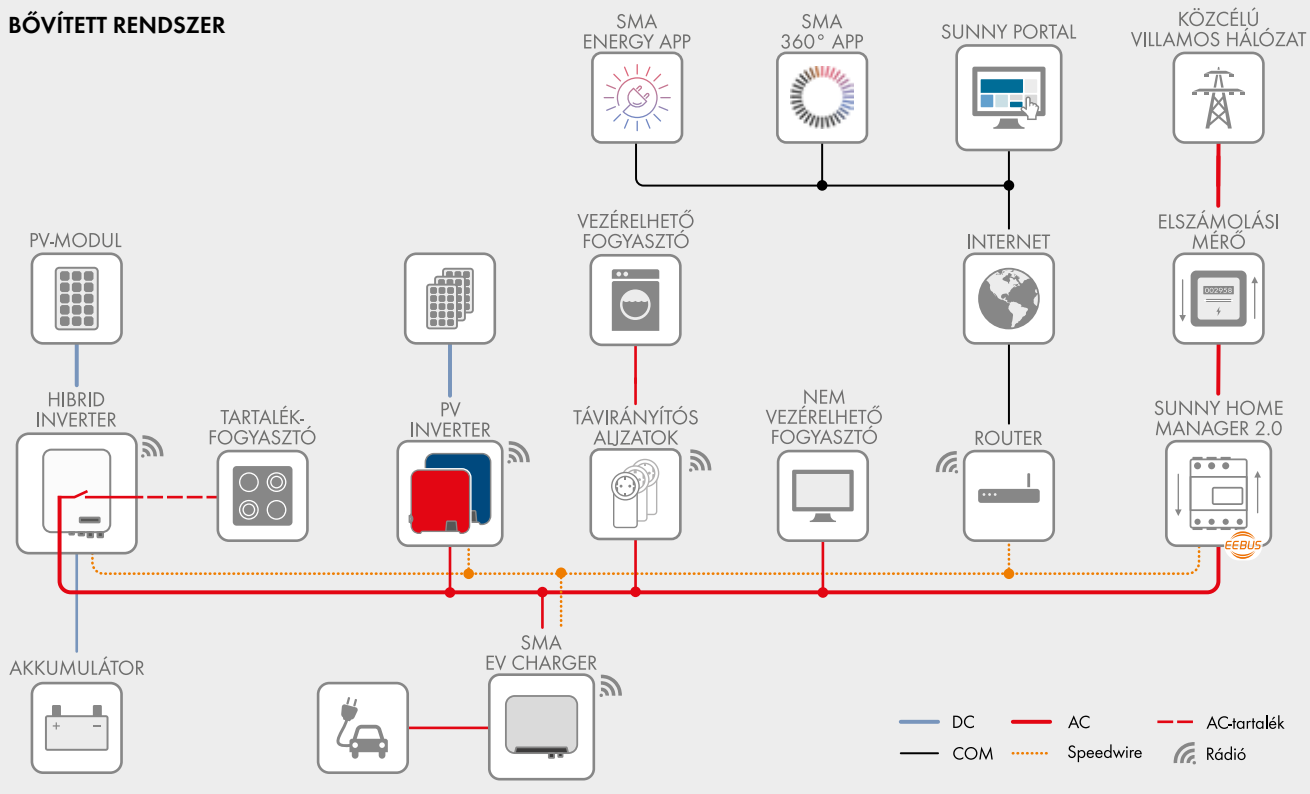 BŐVÍTETT RENDSZER
SMA
ENERGY APP
SMA
360° APP
SUNNY PORTAL
KÖZCÉLÚ
VILLAMOS HÁLÓZAT
PV-MODUL
VEZÉRELHETŐ
FOGYASZTÓ
INTERNET
ELSZÁMOLÁSI
MÉRŐ
002958
HIBRID
INVERTER
TARTALÉK-
FOGYASZTÓ
PV
INVERTER
TÁVIRÁNYÍTÓS
ALJZATOK
NEM
VEZÉRELHETŐ
FOGYASZTÓ
ROUTER
SUNNY HOME
MANAGER 2.0
EEBUS
AKKUMULÁTOR
+ −
SMA
EV CHARGER
DC
AC
AC-tartalék
COM
Speedwire
Rádió